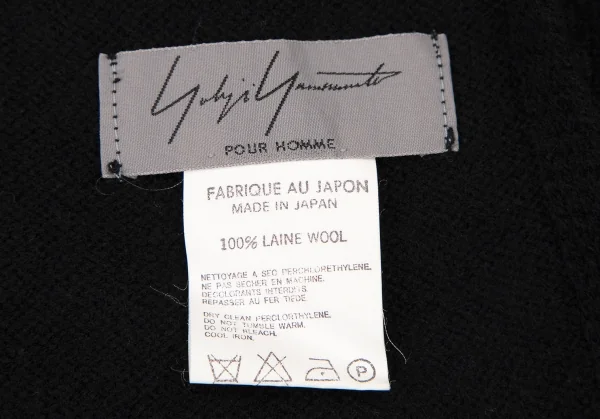 Yohji Yamamoto
POUR HOMME
FABRIQUE AU JAPON
MADE IN JAPAN
100% LAINE WOOL
NETTOYAGE A SEC PERCHLORETHYLENE.
NE PAS SECHER EN MACHINE.
DECOLORANTS INTERDITS.
REPASSER AU FER TIEDE
DRY CLEAN PERCLORTHYLENE.
DO NOT TUMBLE WARM.
DO NOT BLEACH.
COOL IRON.
P